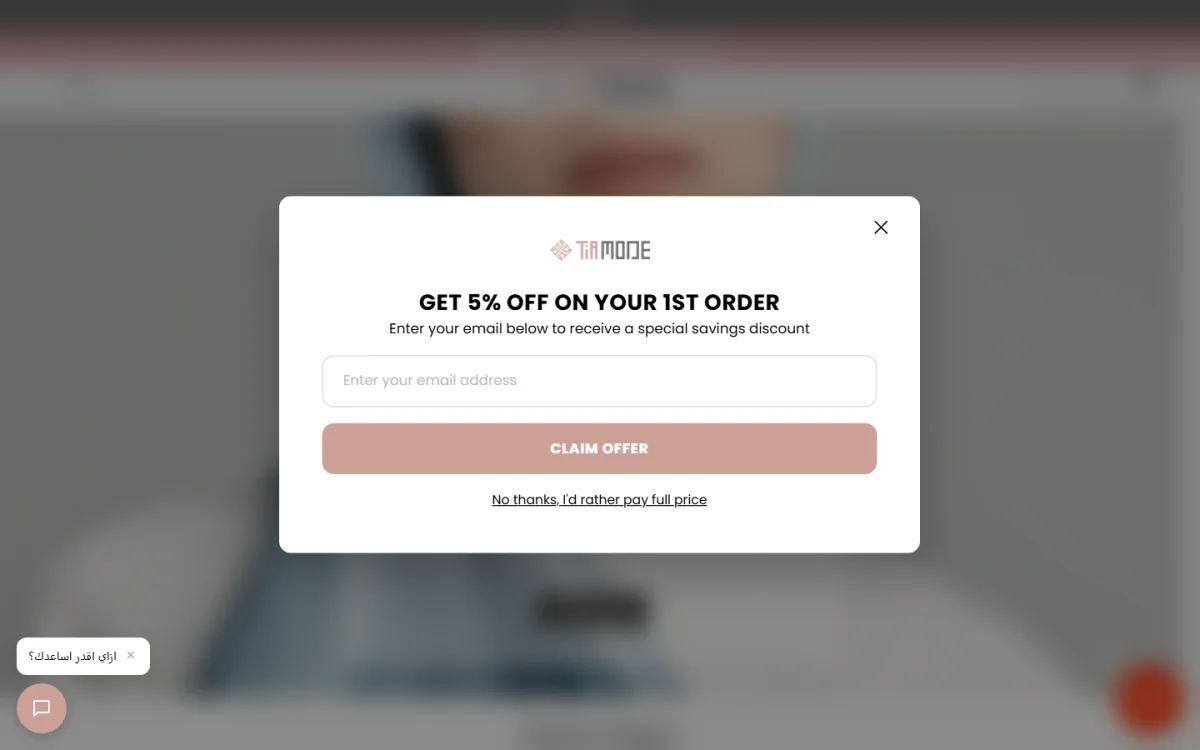 TiAMODE
GET 5% OFF ON YOUR 1ST ORDER
Enter your email below to receive a special savings discount
Enter your email address
CLAIM OFFER
No thanks, I'd rather pay full price
ازاي اقدر اساعدك؟